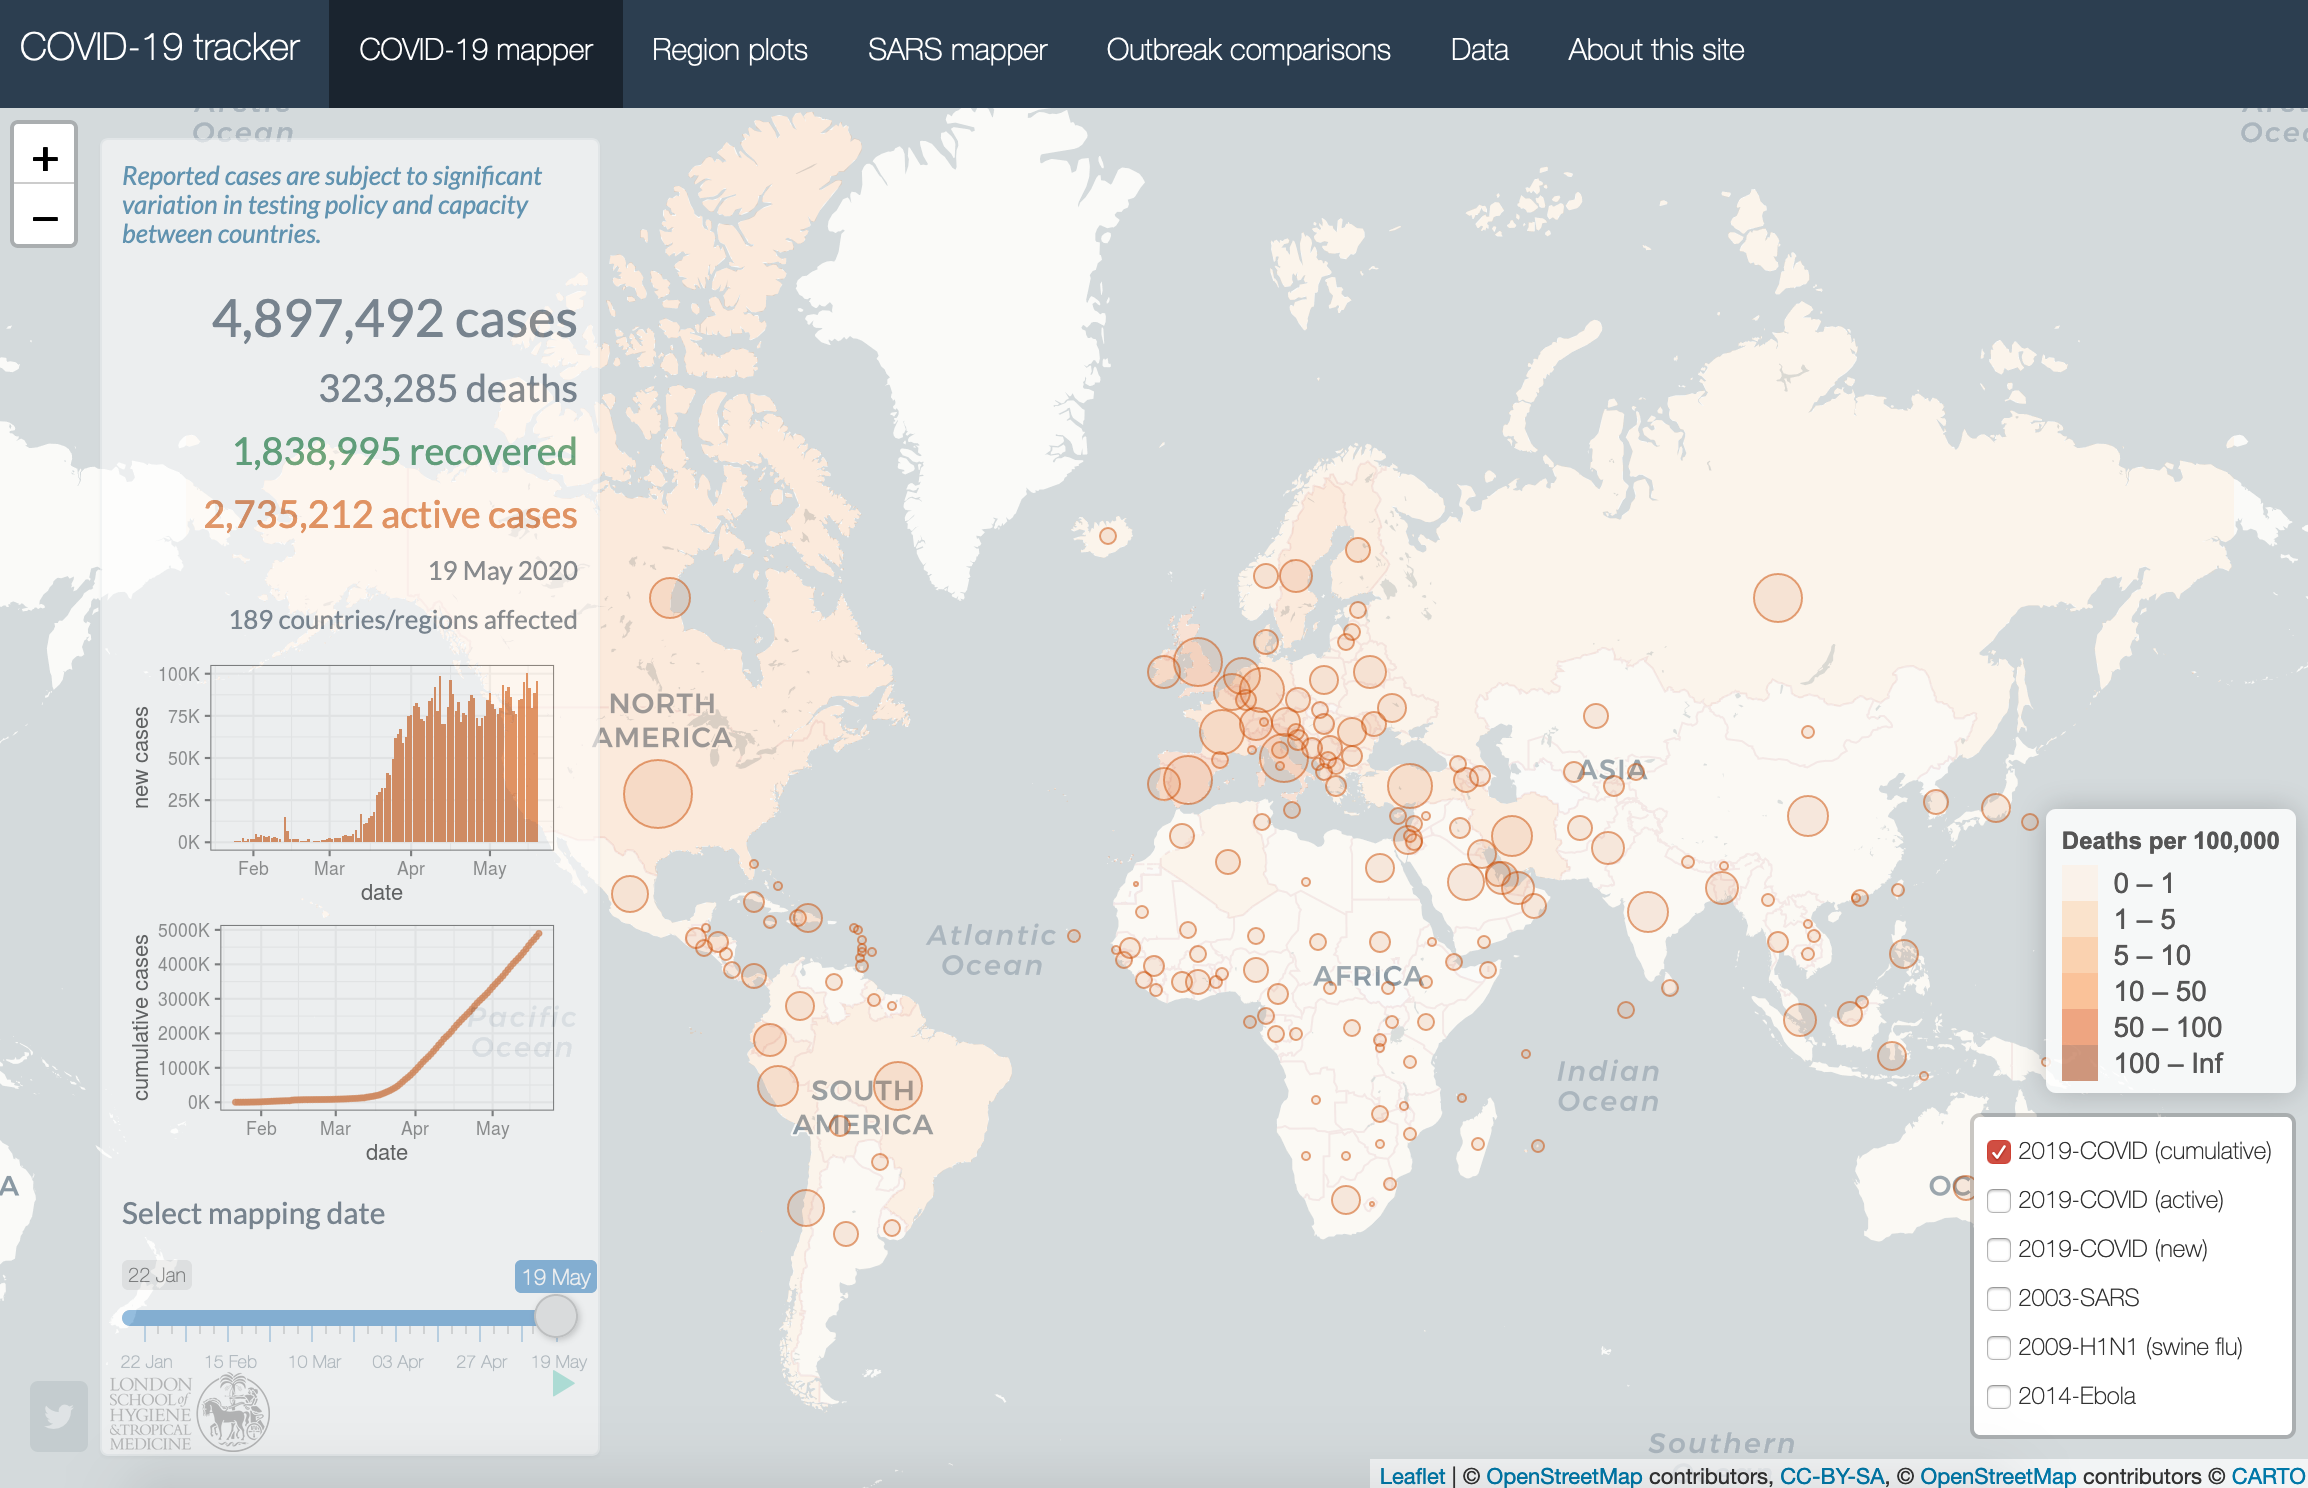 COVID-19 tracker
COVID-19 mapper
Region plots
SARS mapper
Outbreak comparisons
Data
About this site
Arctic
Ocean
+
−
Reported cases are subject to significant
variation in testing policy and capacity
between countries.
4,897,492 cases
323,285 deaths
1,838,995 recovered
2,735,212 active cases
19 May 2020
189 countries/regions affected
100K
75K
50K
25K
0K
new cases
Feb Mar Apr May
date
5000K
4000K
3000K
2000K
1000K
0K
cumulative cases
Feb Mar Apr May
date
Pacific
Ocean
Select mapping date
22 Jan
19 May
22 Jan 15 Feb 10 Mar 03 Apr 27 Apr 19 May
LONDON
SCHOOL of
HYGIENE
&TROPICAL
MEDICINE
NORTH
AMERICA
Atlantic
Ocean
SOUTH
AMERICA
AFRICA
ASIA
Indian
Ocean
Southern
Deaths per 100,000
0 – 1
1 – 5
5 – 10
10 – 50
50 – 100
100 – Inf
2019-COVID (cumulative)
2019-COVID (active)
2019-COVID (new)
2003-SARS
2009-H1N1 (swine flu)
2014-Ebola
Leaflet | © OpenStreetMap contributors, CC-BY-SA, © OpenStreetMap contributors © CARTO